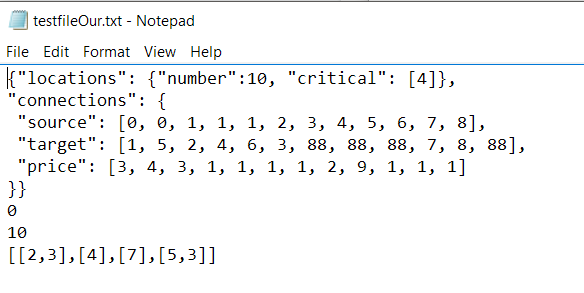 testfileOur.txt - Notepad
File Edit Format View Help
{"locations": {"number":10, "critical": [4]},
"connections": {
 "source": [0, 0, 1, 1, 1, 2, 3, 4, 5, 6, 7, 8],
 "target": [1, 5, 2, 4, 6, 3, 88, 88, 88, 7, 8, 88],
 "price": [3, 4, 3, 1, 1, 1, 1, 2, 9, 1, 1, 1]
}}
0
10
[[2,3],[4],[7],[5,3]]